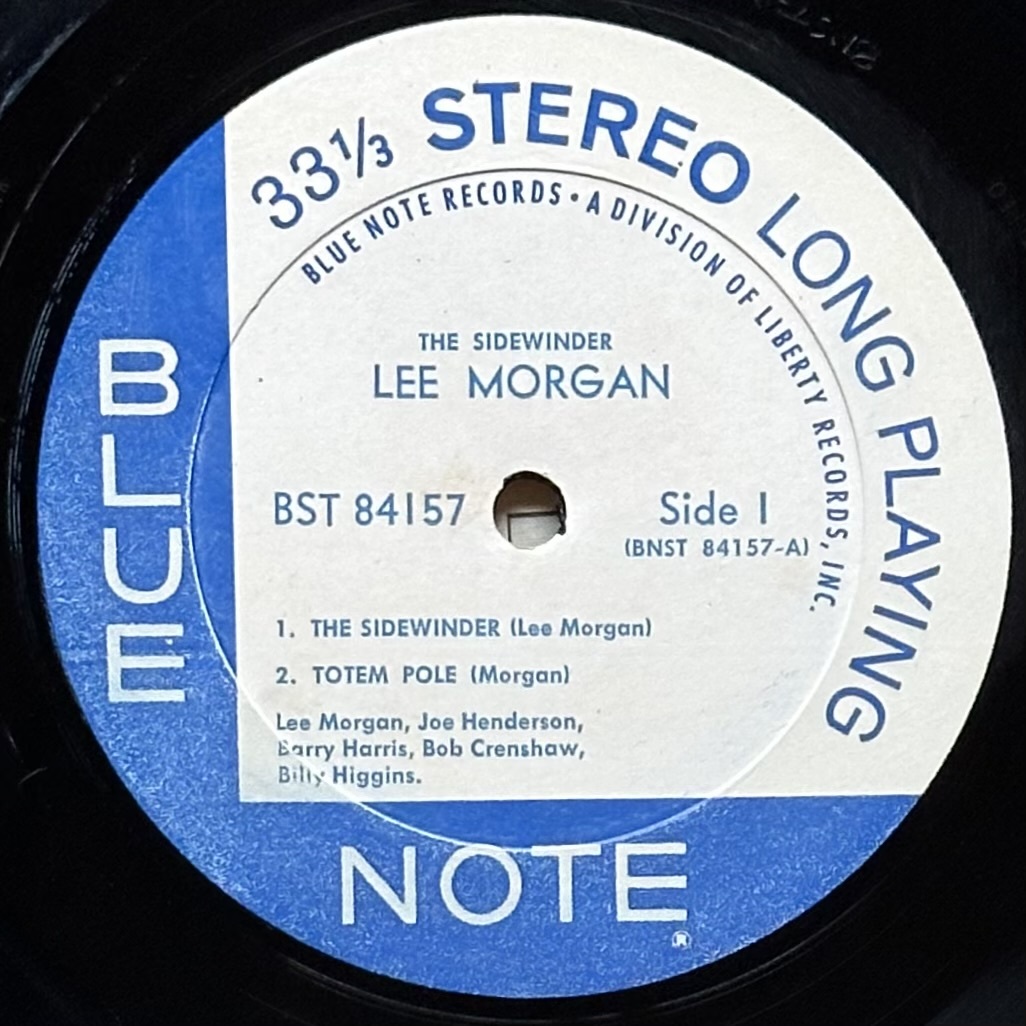 33⅓ STEREO LONG PLAYING
BLUE NOTE RECORDS • A DIVISION OF LIBERTY RECORDS, INC.
THE SIDEWINDER
LEE MORGAN
BST 84157
Side 1
(BNST 84157-A)
1. THE SIDEWINDER (Lee Morgan)
2. TOTEM POLE (Morgan)
Lee Morgan, Joe Henderson,
Barry Harris, Bob Crenshaw,
Billy Higgins.
BLUE
NOTE
®